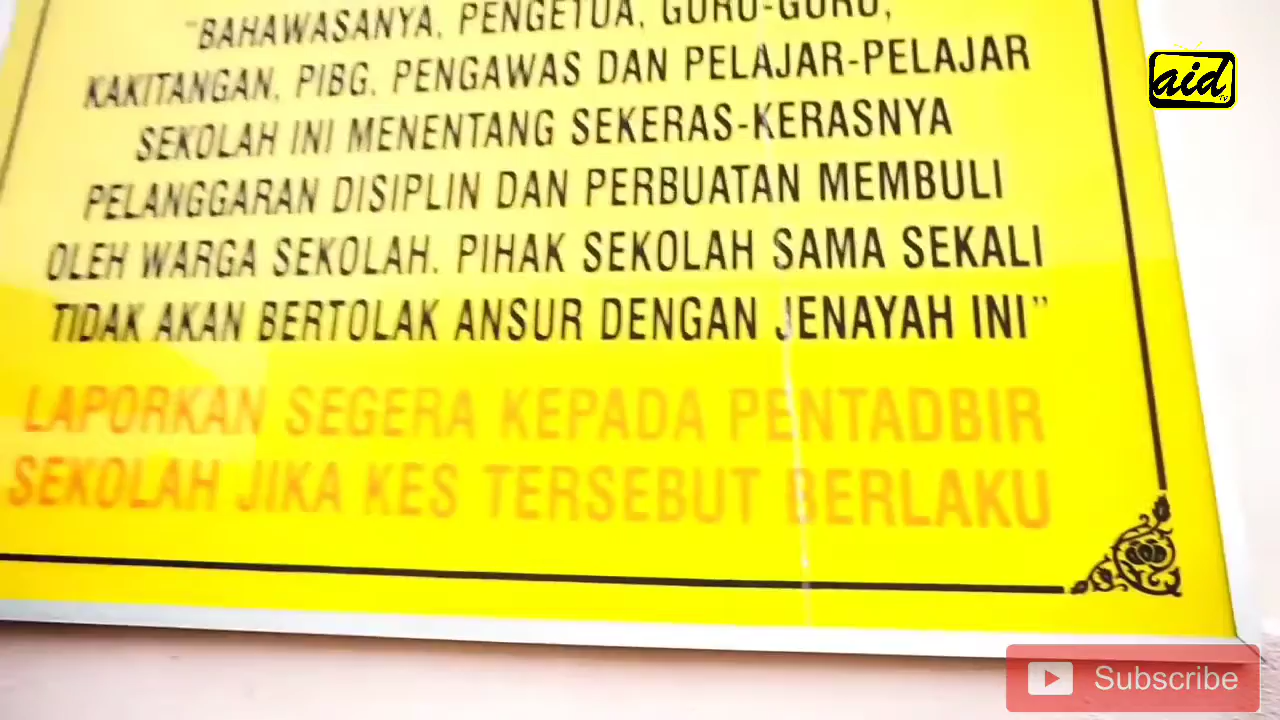 "BAHAWASANYA, PENGETUA, GURU-GURU,
KAKITANGAN, PIBG, PENGAWAS DAN PELAJAR-PELAJAR
SEKOLAH INI MENENTANG SEKERAS-KERASNYA
PELANGGARAN DISIPLIN DAN PERBUATAN MEMBULI
OLEH WARGA SEKOLAH. PIHAK SEKOLAH SAMA SEKALI
TIDAK AKAN BERTOLAK ANSUR DENGAN JENAYAH INI"
LAPORKAN SEGERA KEPADA PENTADBIR
SEKOLAH JIKA KES TERSEBUT BERLAKU
aid
TV
Subscribe